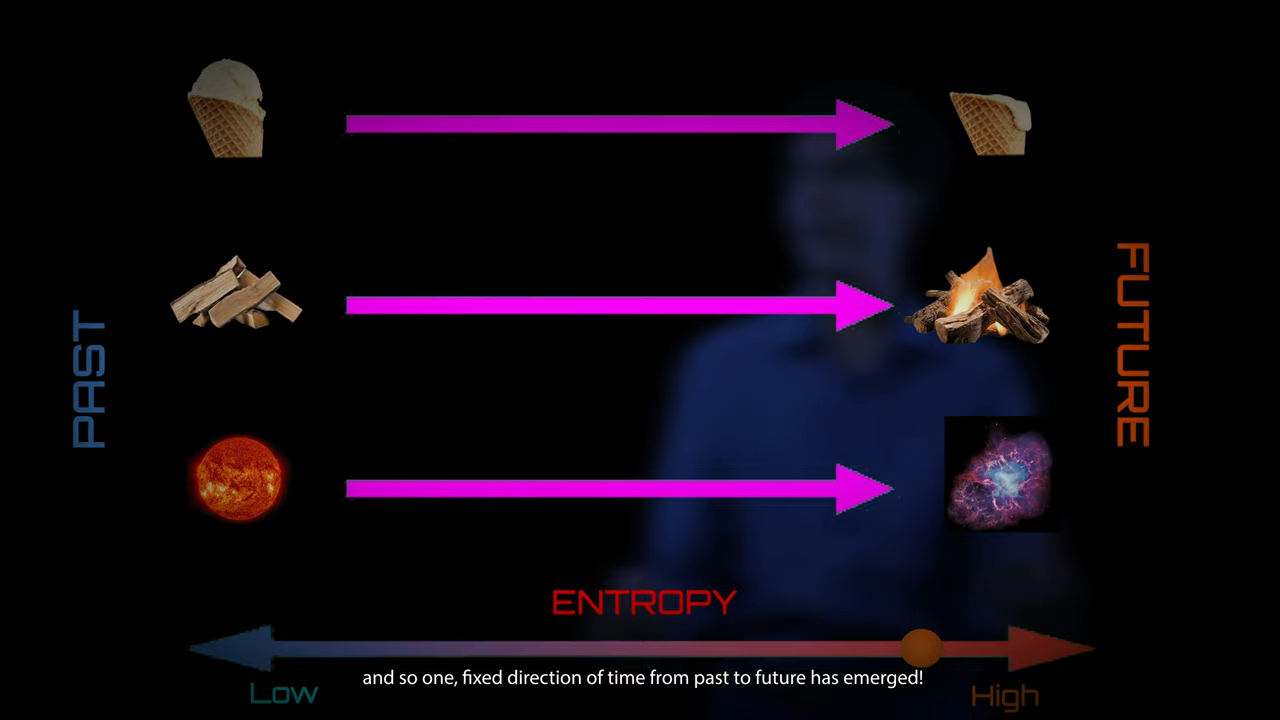 PAST
FUTURE
ENTROPY
and so one, fixed direction of time from past to future has emerged!
Low
High